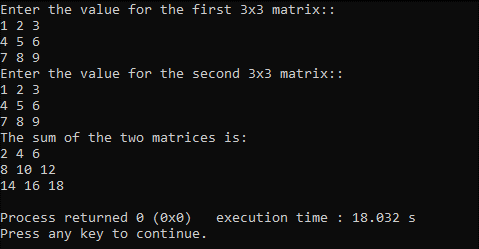 Enter the value for the first 3x3 matrix::
1 2 3
4 5 6
7 8 9
Enter the value for the second 3x3 matrix::
1 2 3
4 5 6
7 8 9
The sum of the two matrices is:
2 4 6
8 10 12
14 16 18
Process returned 0 (0x0)   execution time : 18.032 s
Press any key to continue.